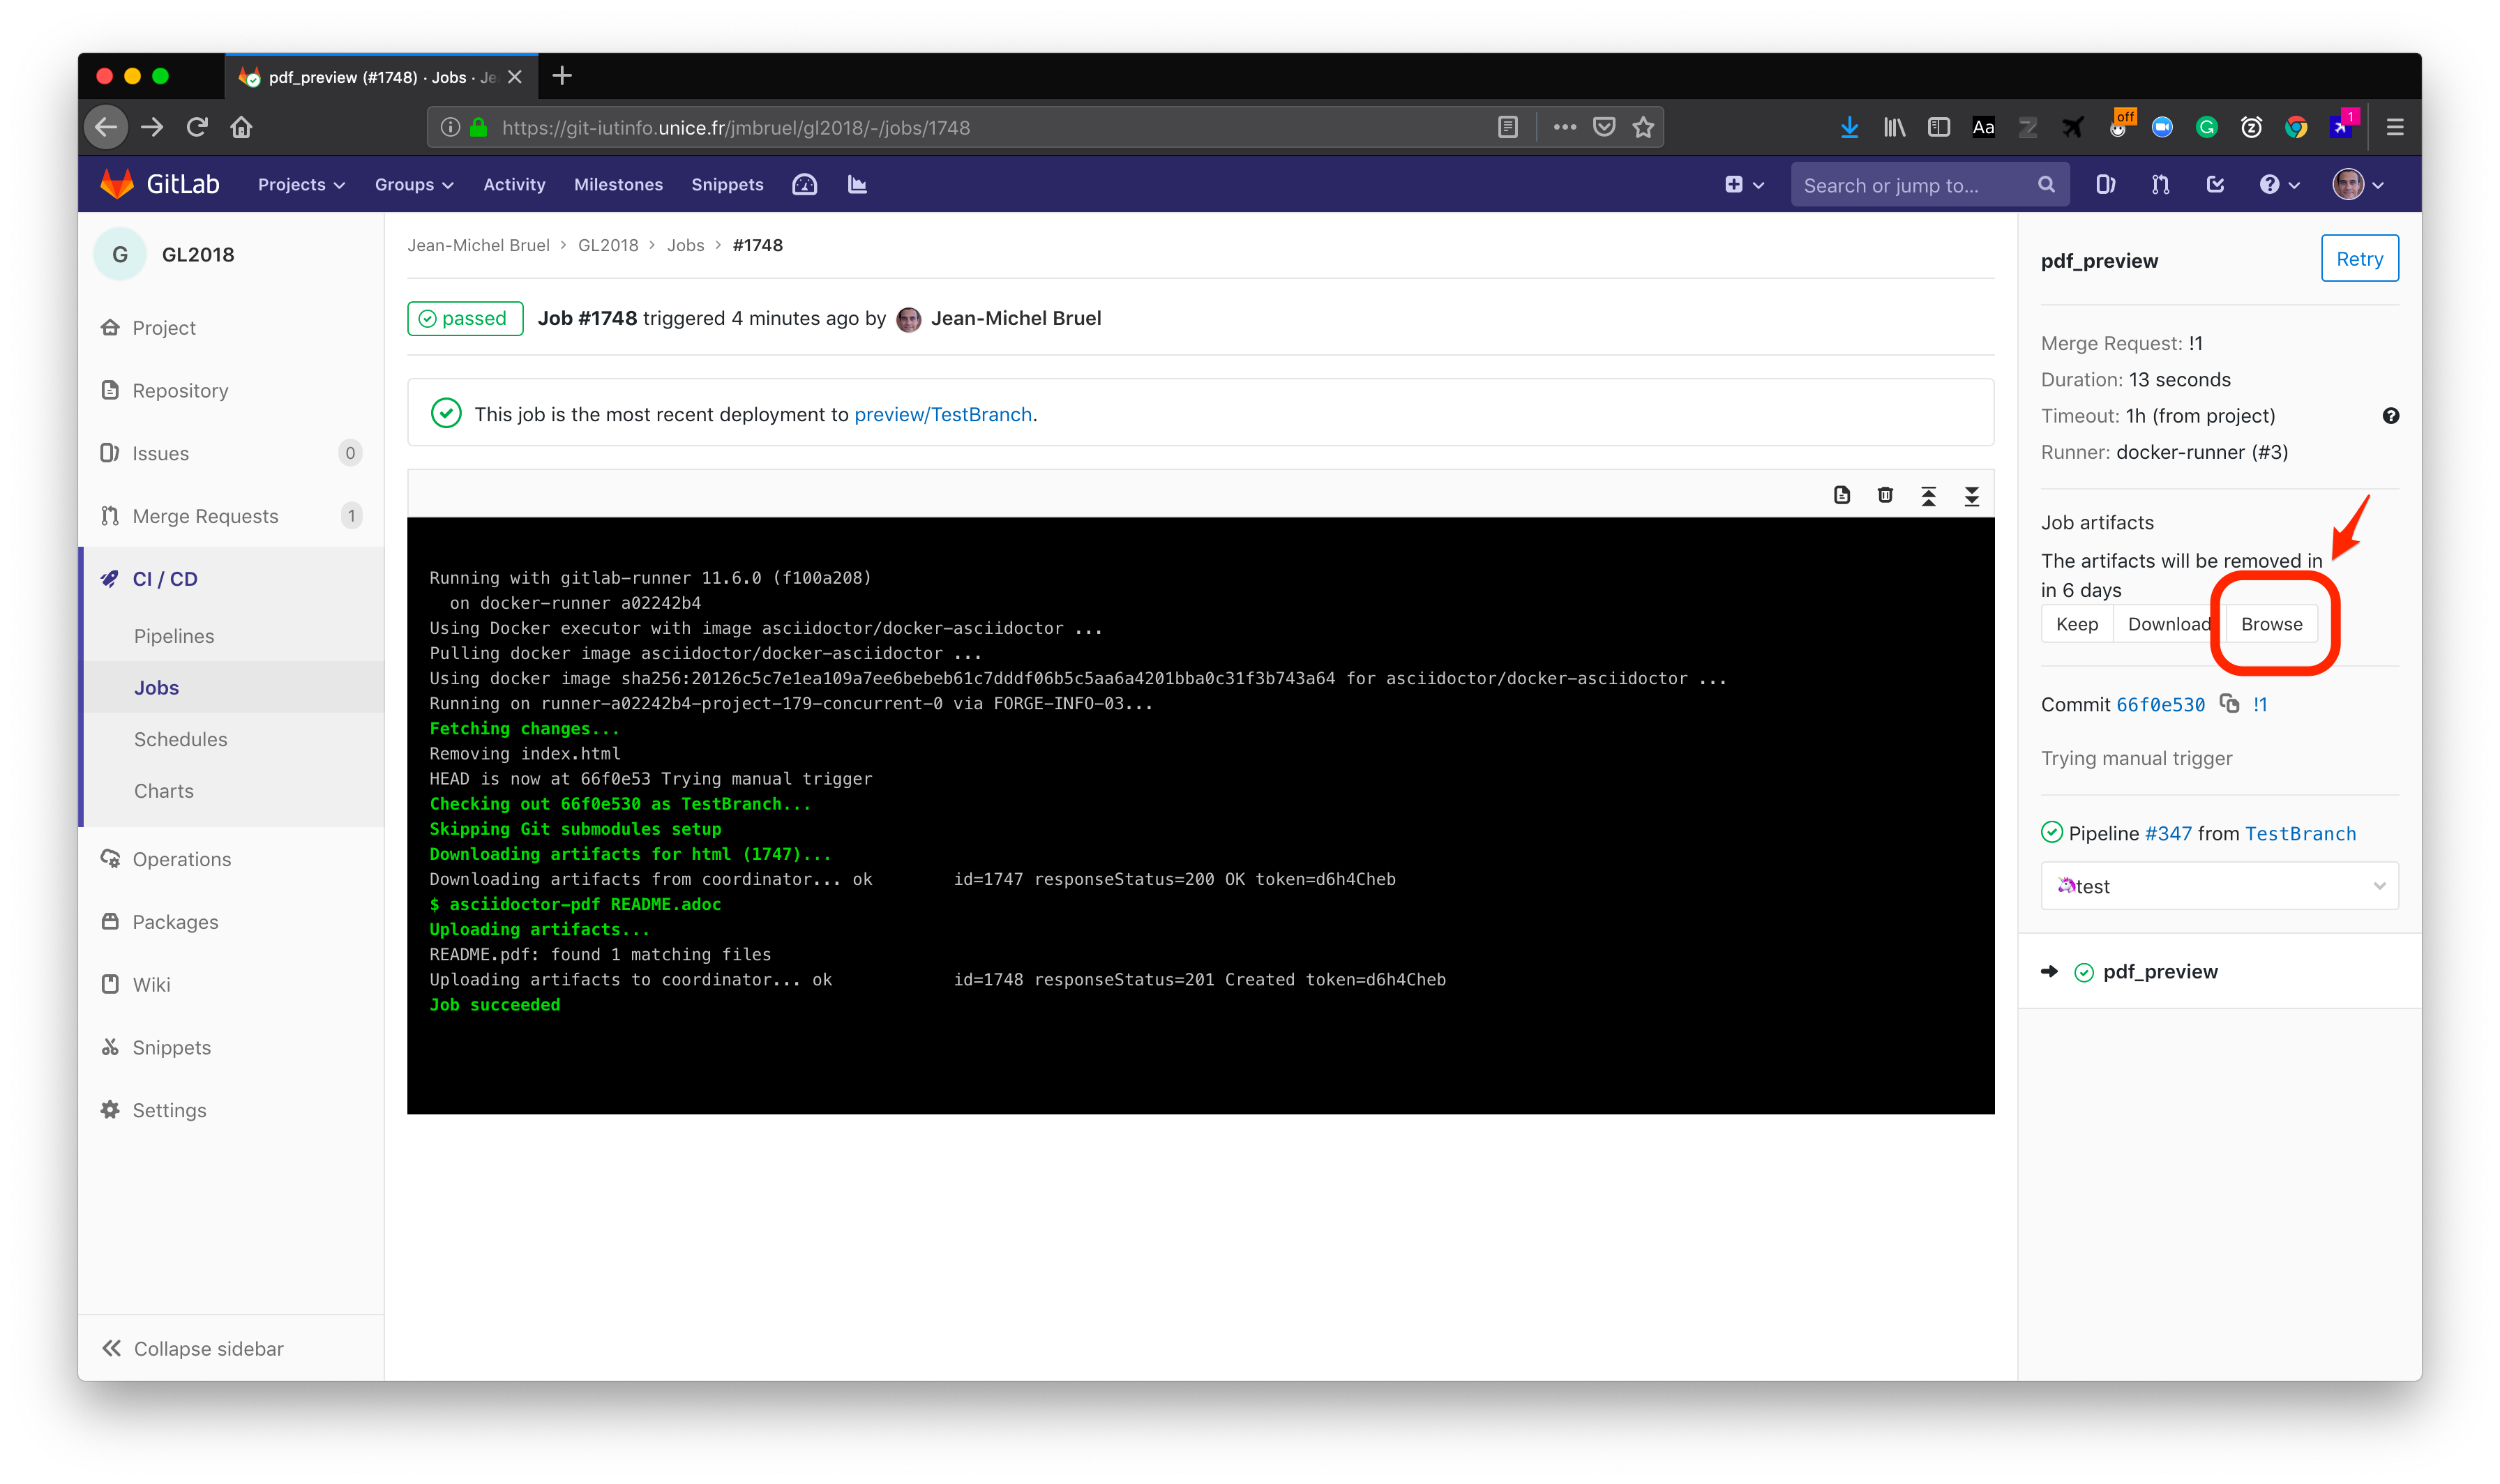 pdf_preview (#1748) · Jobs · Je
https://git-iutinfo.unice.fr/jmbruel/gl2018/-/jobs/1748
Aa
off
1
GitLab
Projects
Groups
Activity
Milestones
Snippets
Search or jump to...
G
GL2018
Project
Repository
Issues
0
Merge Requests
1
CI / CD
Pipelines
Jobs
Schedules
Charts
Operations
Packages
Wiki
Snippets
Settings
Collapse sidebar
Jean-Michel Bruel > GL2018 > Jobs > #1748
passed
Job #1748 triggered 4 minutes ago by Jean-Michel Bruel
This job is the most recent deployment to preview/TestBranch.
Running with gitlab-runner 11.6.0 (f100a208)
on docker-runner a02242b4
Using Docker executor with image asciidoctor/docker-asciidoctor ...
Pulling docker image asciidoctor/docker-asciidoctor ...
Using docker image sha256:20126c5c7e1ea109a7ee6bebeb61c7dddf06b5c5aa6a4201bba0c31f3b743a64 for asciidoctor/docker-asciidoctor ...
Running on runner-a02242b4-project-179-concurrent-0 via FORGE-INFO-03...
Fetching changes...
Removing index.html
HEAD is now at 66f0e53 Trying manual trigger
Checking out 66f0e530 as TestBranch...
Skipping Git submodules setup
Downloading artifacts for html (1747)...
Downloading artifacts from coordinator... ok        id=1747 responseStatus=200 OK token=d6h4Cheb
$ asciidoctor-pdf README.adoc
Uploading artifacts...
README.pdf: found 1 matching files
Uploading artifacts to coordinator... ok            id=1748 responseStatus=201 Created token=d6h4Cheb
Job succeeded
pdf_preview
Retry
Merge Request: !1
Duration: 13 seconds
Timeout: 1h (from project)
Runner: docker-runner (#3)
Job artifacts
The artifacts will be removed in
in 6 days
Keep
Download
Browse
Commit 66f0e530 !1
Trying manual trigger
Pipeline #347 from TestBranch
🦄test
pdf_preview